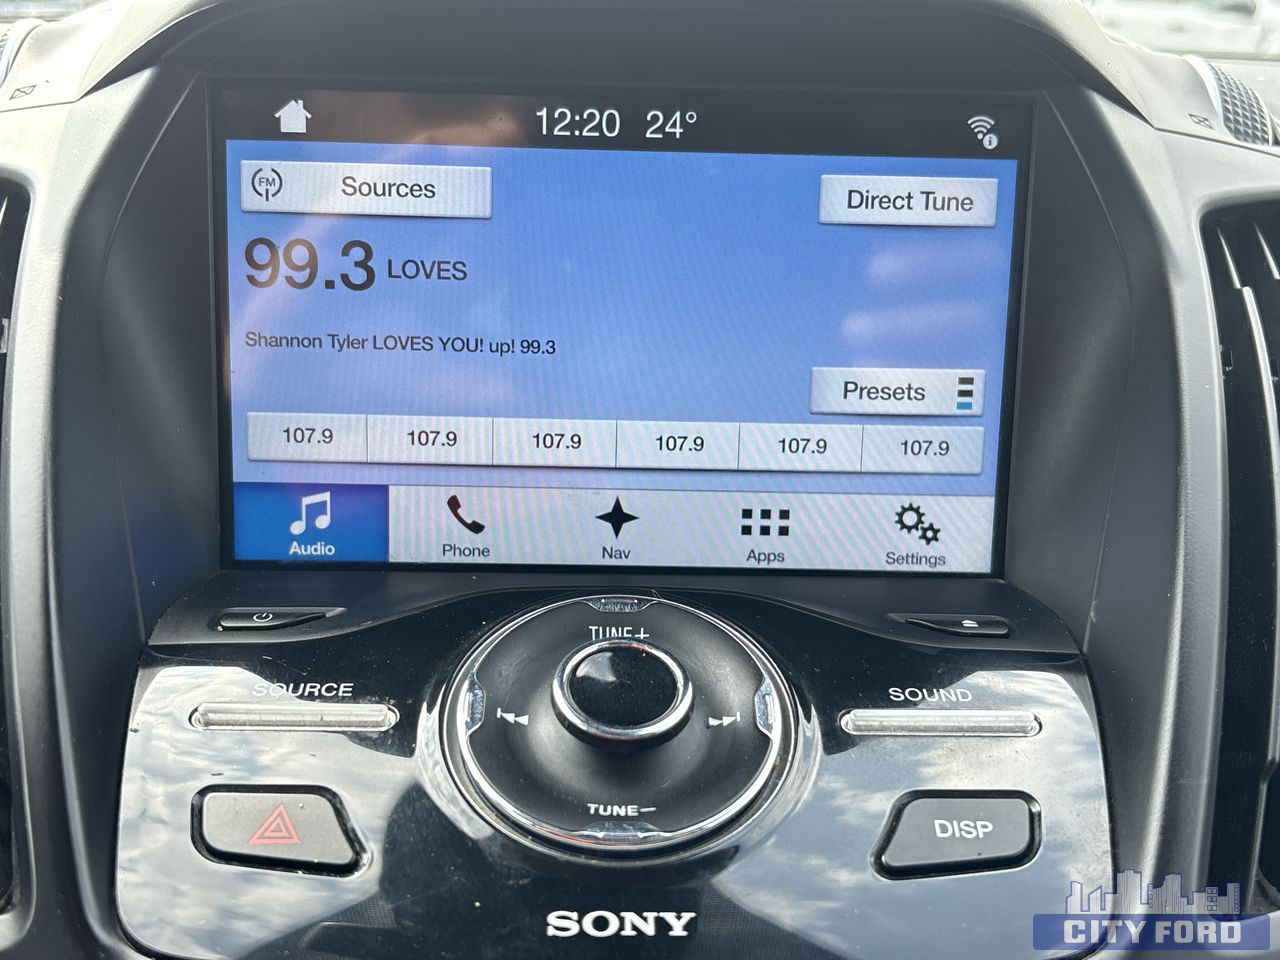 12:20 24°
FM Sources
Direct Tune
99.3 LOVES
Shannon Tyler LOVES YOU! up! 99.3
Presets
107.9 107.9 107.9 107.9 107.9 107.9
Audio Phone Nav Apps Settings
TUNE+
SOURCE
SOUND
TUNE-
DISP
SONY
CITY FORD